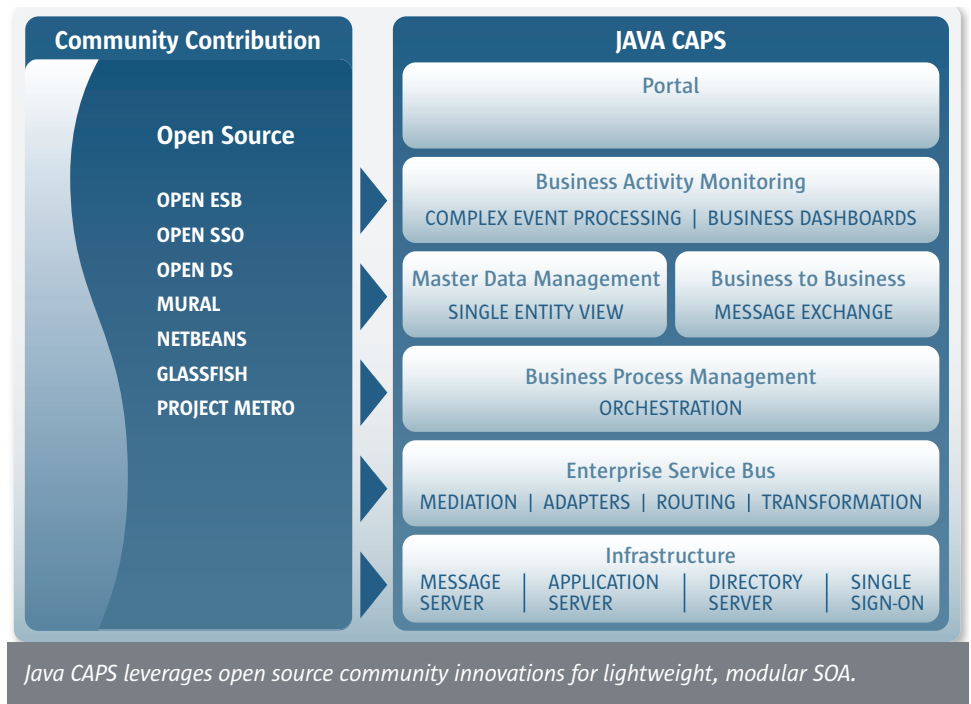 Community Contribution
Open Source
OPEN ESB
OPEN SSO
OPEN DS
MURAL
NETBEANS
GLASSFISH
PROJECT METRO
JAVA CAPS
Portal
Business Activity Monitoring
COMPLEX EVENT PROCESSING | BUSINESS DASHBOARDS
Master Data Management
SINGLE ENTITY VIEW
Business to Business
MESSAGE EXCHANGE
Business Process Management
ORCHESTRATION
Enterprise Service Bus
MEDIATION | ADAPTERS | ROUTING | TRANSFORMATION
Infrastructure
MESSAGE
SERVER
APPLICATION
SERVER
DIRECTORY
SERVER
SINGLE
SIGN-ON
Java CAPS leverages open source community innovations for lightweight, modular SOA.